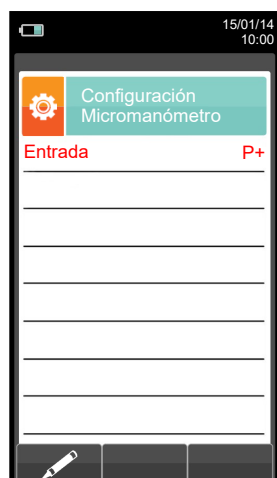 15/01/14
10:00
Configuración
Micromanómetro
Entrada P+